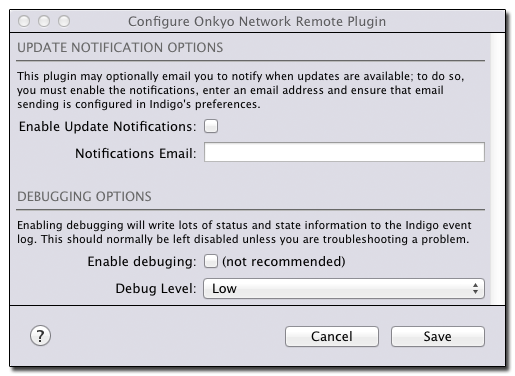 Configure Onkyo Network Remote Plugin
UPDATE NOTIFICATION OPTIONS
This plugin may optionally email you to notify when updates are available; to do so,
you must enable the notifications, enter an email address and ensure that email
sending is configured in Indigo's preferences.
Enable Update Notifications:
Notifications Email:
DEBUGGING OPTIONS
Enabling debugging will write lots of status and state information to the Indigo event
log. This should normally be left disabled unless you are troubleshooting a problem.
Enable debuging: (not recommended)
Debug Level: Low
? Cancel Save